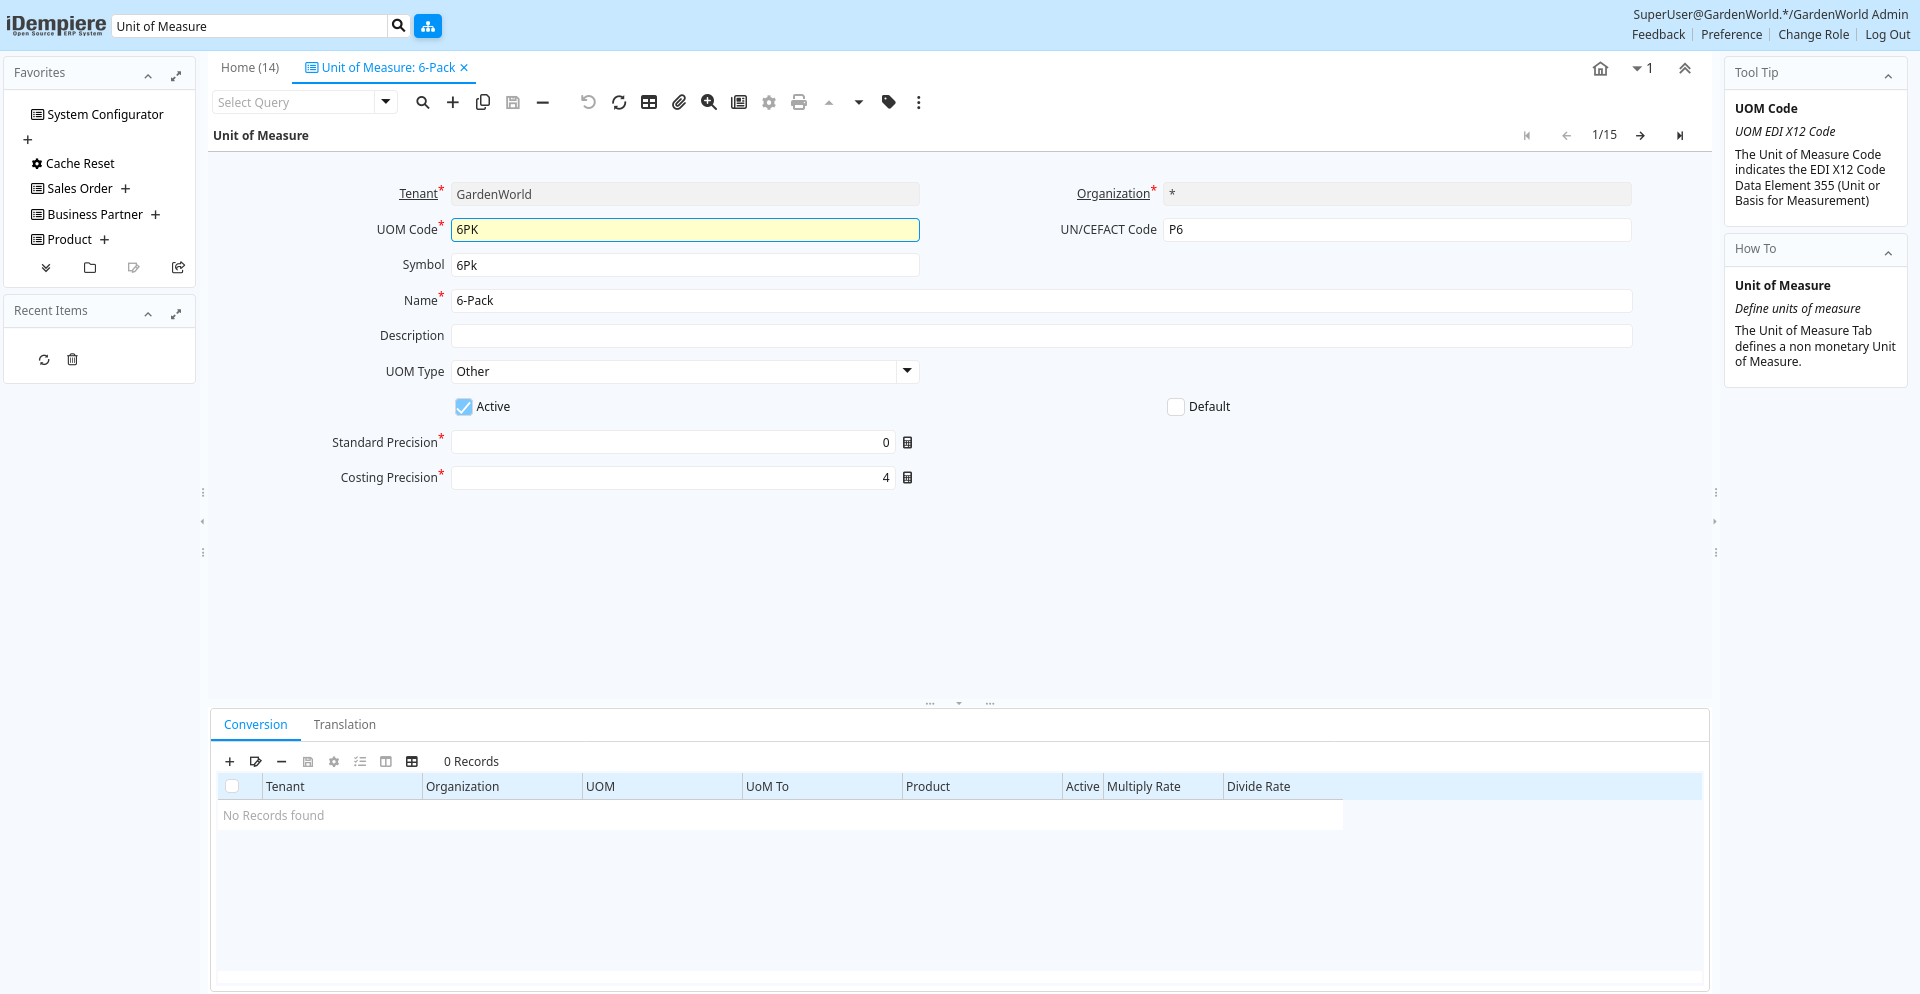 iDempiere
Open Source ERP System
Unit of Measure
SuperUser@GardenWorld.*/GardenWorld Admin
Feedback
Preference
Change Role
Log Out
Favorites
System Configurator
Cache Reset
Sales Order
Business Partner
Product
Recent Items
Home (14)
Unit of Measure: 6-Pack
1
Select Query
Unit of Measure
1/15
Tenant*
GardenWorld
Organization*
*
UOM Code*
6PK
UN/CEFACT Code
P6
Symbol
6Pk
Name*
6-Pack
Description
UOM Type
Other
Active
Default
Standard Precision*
0
Costing Precision*
4
Conversion
Translation
0 Records
Tenant
Organization
UOM
UoM To
Product
Active
Multiply Rate
Divide Rate
No Records found
Tool Tip
UOM Code
UOM EDI X12 Code
The Unit of Measure Code
indicates the EDI X12 Code
Data Element 355 (Unit or
Basis for Measurement)
How To
Unit of Measure
Define units of measure
The Unit of Measure Tab
defines a non monetary Unit
of Measure.